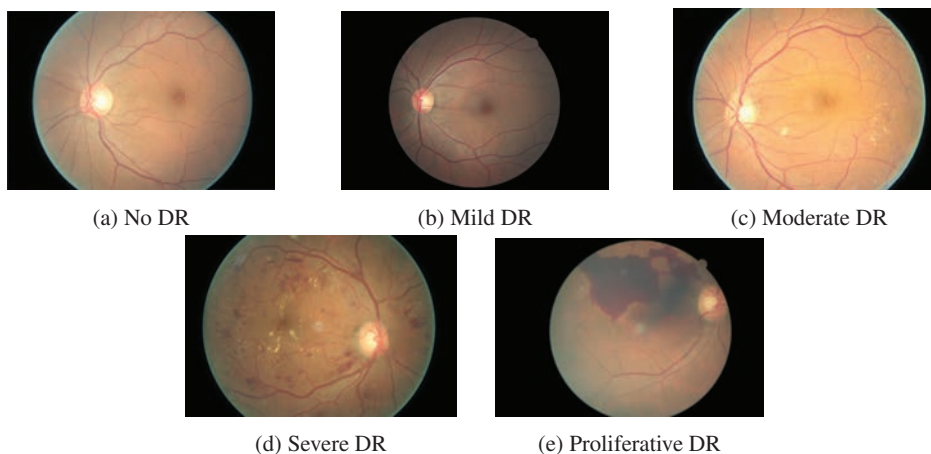 (a) No DR
(b) Mild DR
(c) Moderate DR
(d) Severe DR
(e) Proliferative DR